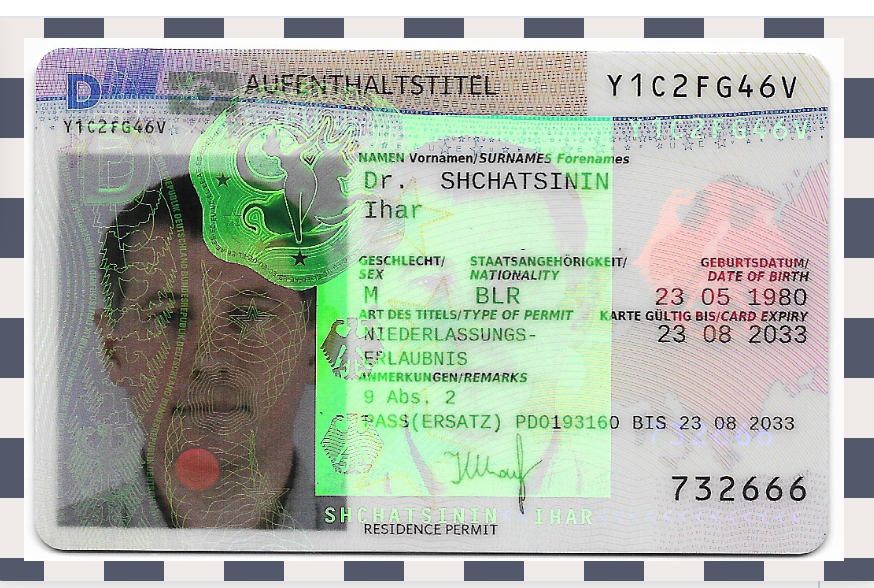 D AUFENTHALTSTITEL Y1C2FG46V
Y1C2FG46V Y1C2FG46V
D
NAMEN Vornamen/SURNAMES Forenames
Dr. SHCHATSININ
Ihar
GESCHLECHT/ STAATSANGEHÖRIGKEIT/ GEBURTSDATUM/
SEX NATIONALITY DATE OF BIRTH
M BLR 23 05 1980
ART DES TITELS/TYPE OF PERMIT KARTE GÜLTIG BIS/CARD EXPIRY
NIEDERLASSUNGS- 23 08 2033
ERLAUBNIS
ANMERKUNGEN/REMARKS
9 Abs. 2
PASS(ERSATZ) PD0193160 BIS 23 08 2033
732666
732666
SHCHATSININ IHAR
RESIDENCE PERMIT